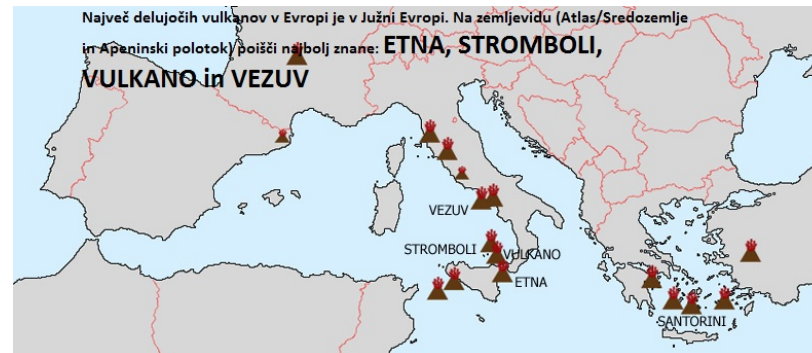 Največ delujočih vulkanov v Evropi je v Južni Evropi. Na zemljevidu (Atlas/Sredozemlje
in Apeninski polotok) poišči najbolj znane: ETNA, STROMBOLI,
VULKANO in VEZUV
VEZUV
STROMBOLI
VULKANO
ETNA
SANTORINI